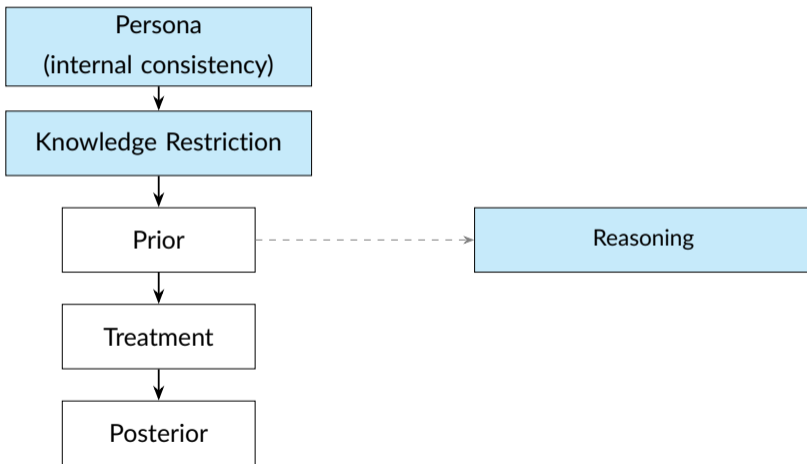 Persona
(internal consistency)
Knowledge Restriction
Prior
Reasoning
Treatment
Posterior